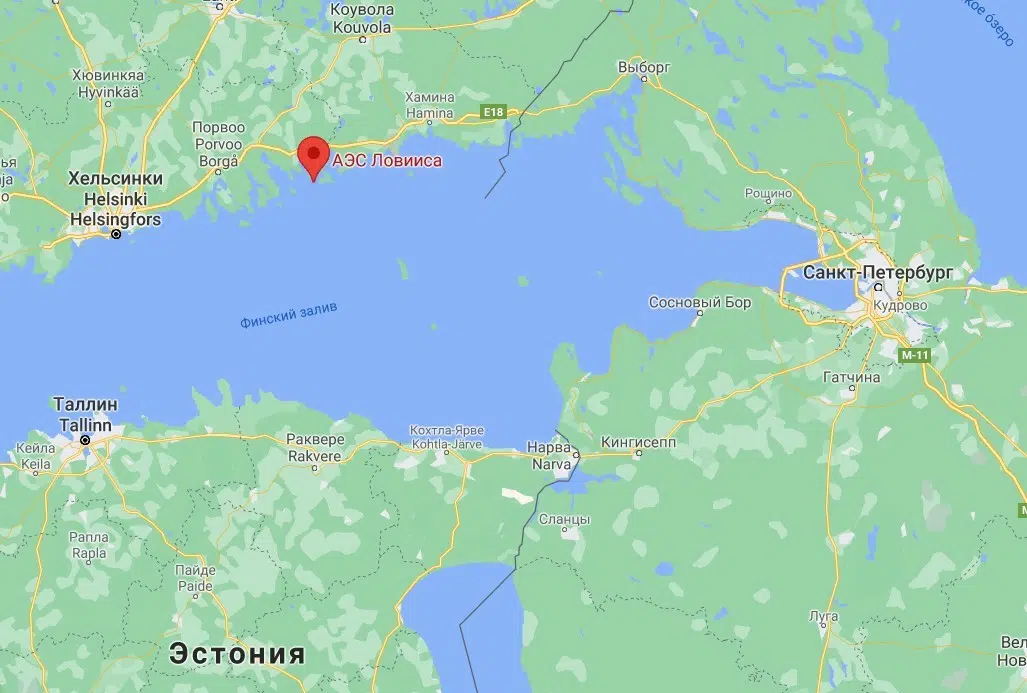 Коувола
Kouvola
кое озеро
Хювинкяа
Hyvinkää
Выборг
Хамина
Hamina
E18
Порвоо
Porvoo
Borgå
АЭС Ловииса
Хельсинки
Helsinki
Helsingfors
Рощино
Санкт-Петербург
Сосновый Бор
Кудрово
Финский залив
М-11
Гатчина
Таллин
Tallinn
Кейла
Keila
Раквере
Rakvere
Кохтла-Ярве
Kohtla-Järve
Нарва
Narva
Кингисепп
Сланцы
Рапла
Rapla
Пайде
Paide
Луга
Эстония
Вел
Нов